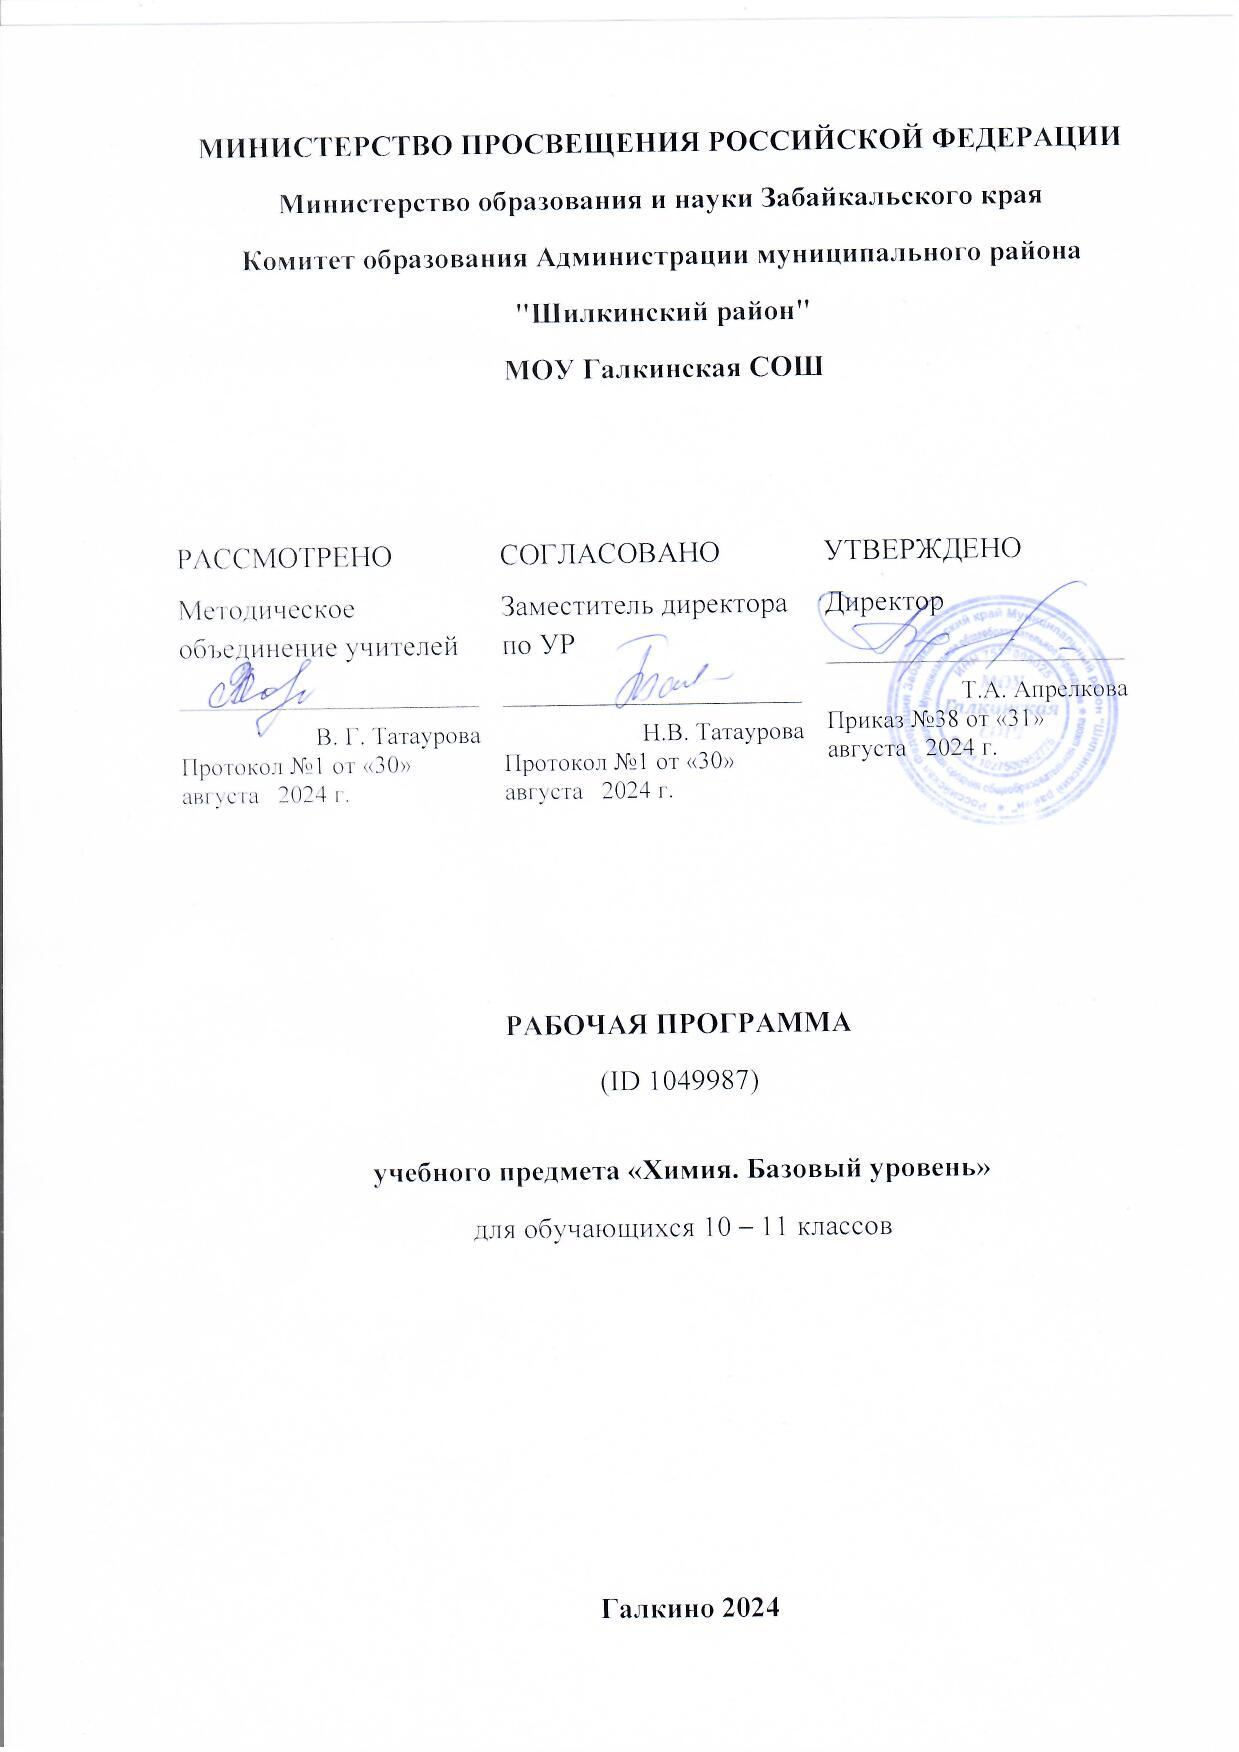 МИНИСТЕРСТВО ПРОСВЕЩЕНИЯ РОССИЙСКОЙ ФЕДЕРАЦИИ
Министерство образования и науки Забайкальского края
Комитет образования Администрации муниципального района
"Шилкинский район"
МОУ Галкинская СОШ
РАССМОТРЕНО
Методическое
объединение учителей
В. Г. Татаурова
Протокол №1 от «30»
августа 2024 г.
СОГЛАСОВАНО
Заместитель директора
по УР
Н.В. Татаурова
Протокол №1 от «30»
августа 2024 г.
УТВЕРЖДЕНО
Директор
Т.А. Апрелкова
Приказ №38 от «31»
августа 2024 г.
МОУ
Галкинская
СОШ
РАБОЧАЯ ПРОГРАММА
(ID 1049987)
учебного предмета «Химия. Базовый уровень»
для обучающихся 10 – 11 классов
Галкино 2024